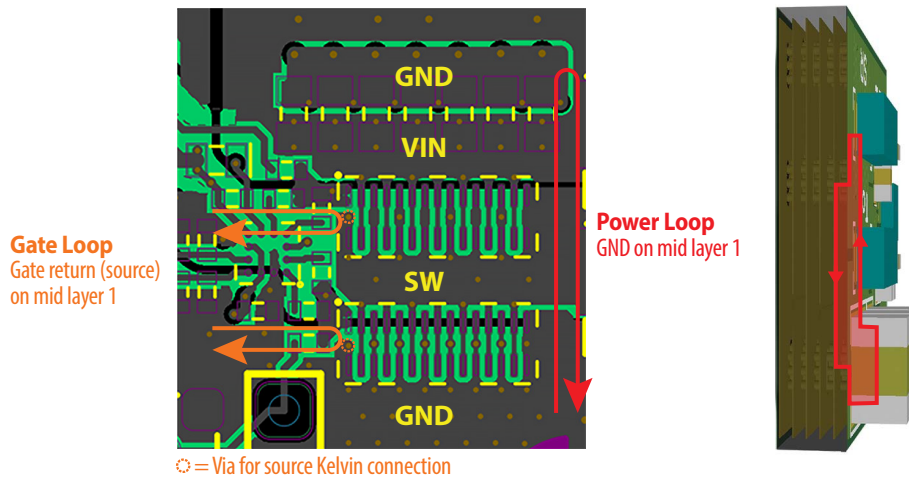 GND
VIN
Gate Loop
Gate return (source)
on mid layer 1
Power Loop
GND on mid layer 1
SW
GND
= Via for source Kelvin connection